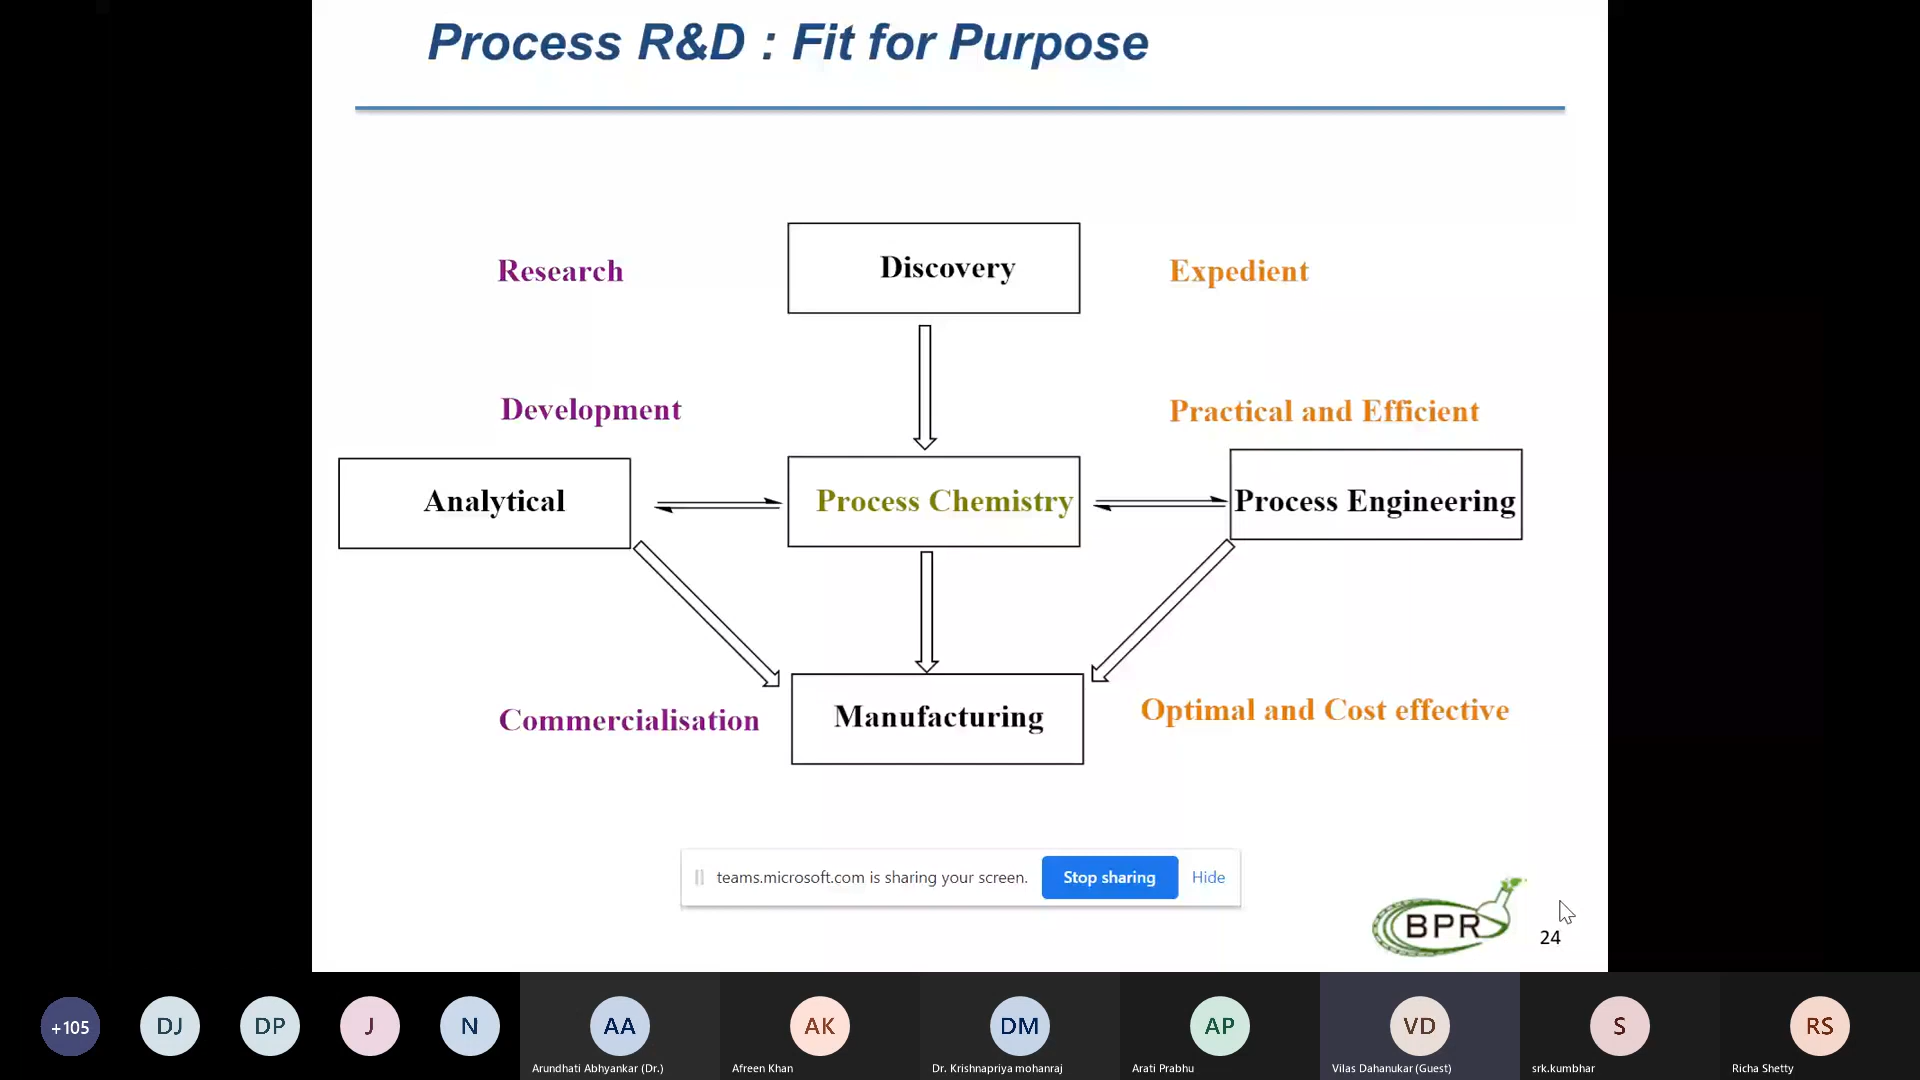 Process R&D : Fit for Purpose
Research
Discovery
Expedient
Development
Practical and Efficient
Analytical
Process Chemistry
Process Engineering
Commercialisation
Manufacturing
Optimal and Cost effective
teams.microsoft.com is sharing your screen.
Stop sharing
Hide
BPR
24
+105
DJ
DP
J
N
AA
AK
DM
AP
VD
S
RS
Arundhati Abhyankar (Dr.)
Afreen Khan
Dr. Krishnapriya mohanraj
Arati Prabhu
Vilas Dahanukar (Guest)
srk.kumbhar
Richa Shetty